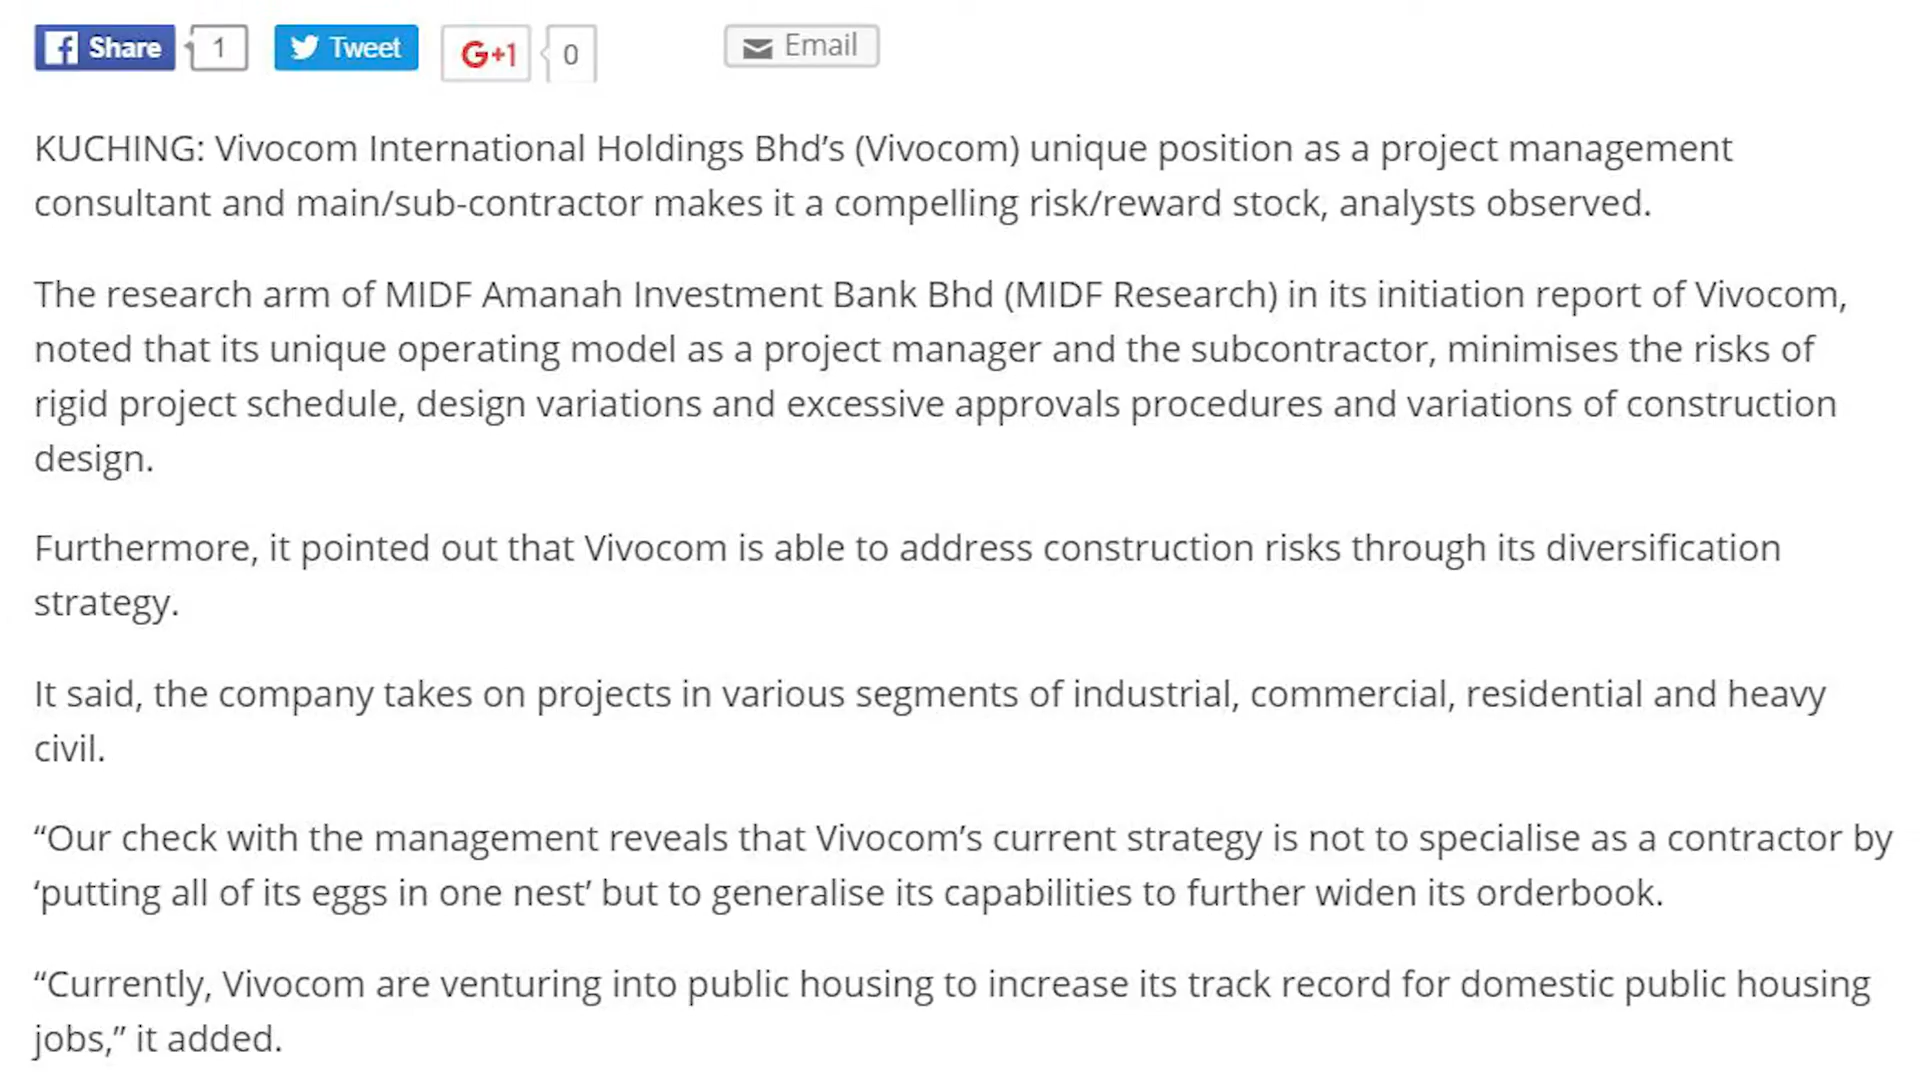 Share 1 Tweet G+1 0 Email
KUCHING: Vivocom International Holdings Bhd’s (Vivocom) unique position as a project management
consultant and main/sub-contractor makes it a compelling risk/reward stock, analysts observed.
The research arm of MIDF Amanah Investment Bank Bhd (MIDF Research) in its initiation report of Vivocom,
noted that its unique operating model as a project manager and the subcontractor, minimises the risks of
rigid project schedule, design variations and excessive approvals procedures and variations of construction
design.
Furthermore, it pointed out that Vivocom is able to address construction risks through its diversification
strategy.
It said, the company takes on projects in various segments of industrial, commercial, residential and heavy
civil.
“Our check with the management reveals that Vivocom’s current strategy is not to specialise as a contractor by
‘putting all of its eggs in one nest’ but to generalise its capabilities to further widen its orderbook.
“Currently, Vivocom are venturing into public housing to increase its track record for domestic public housing
jobs,” it added.